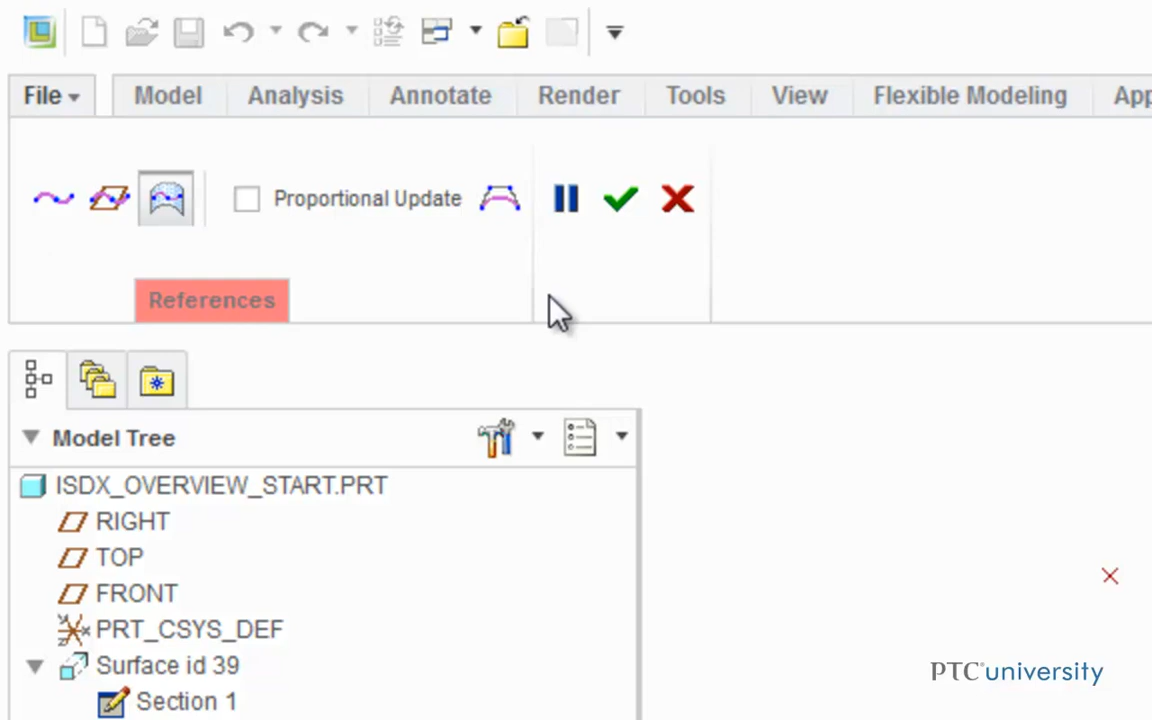 File Model Analysis Annotate Render Tools View Flexible Modeling App
Proportional Update
References
Model Tree
ISDX_OVERVIEW_START.PRT
RIGHT
TOP
FRONT
PRT_CSYS_DEF
Surface id 39
Section 1
PTC® university